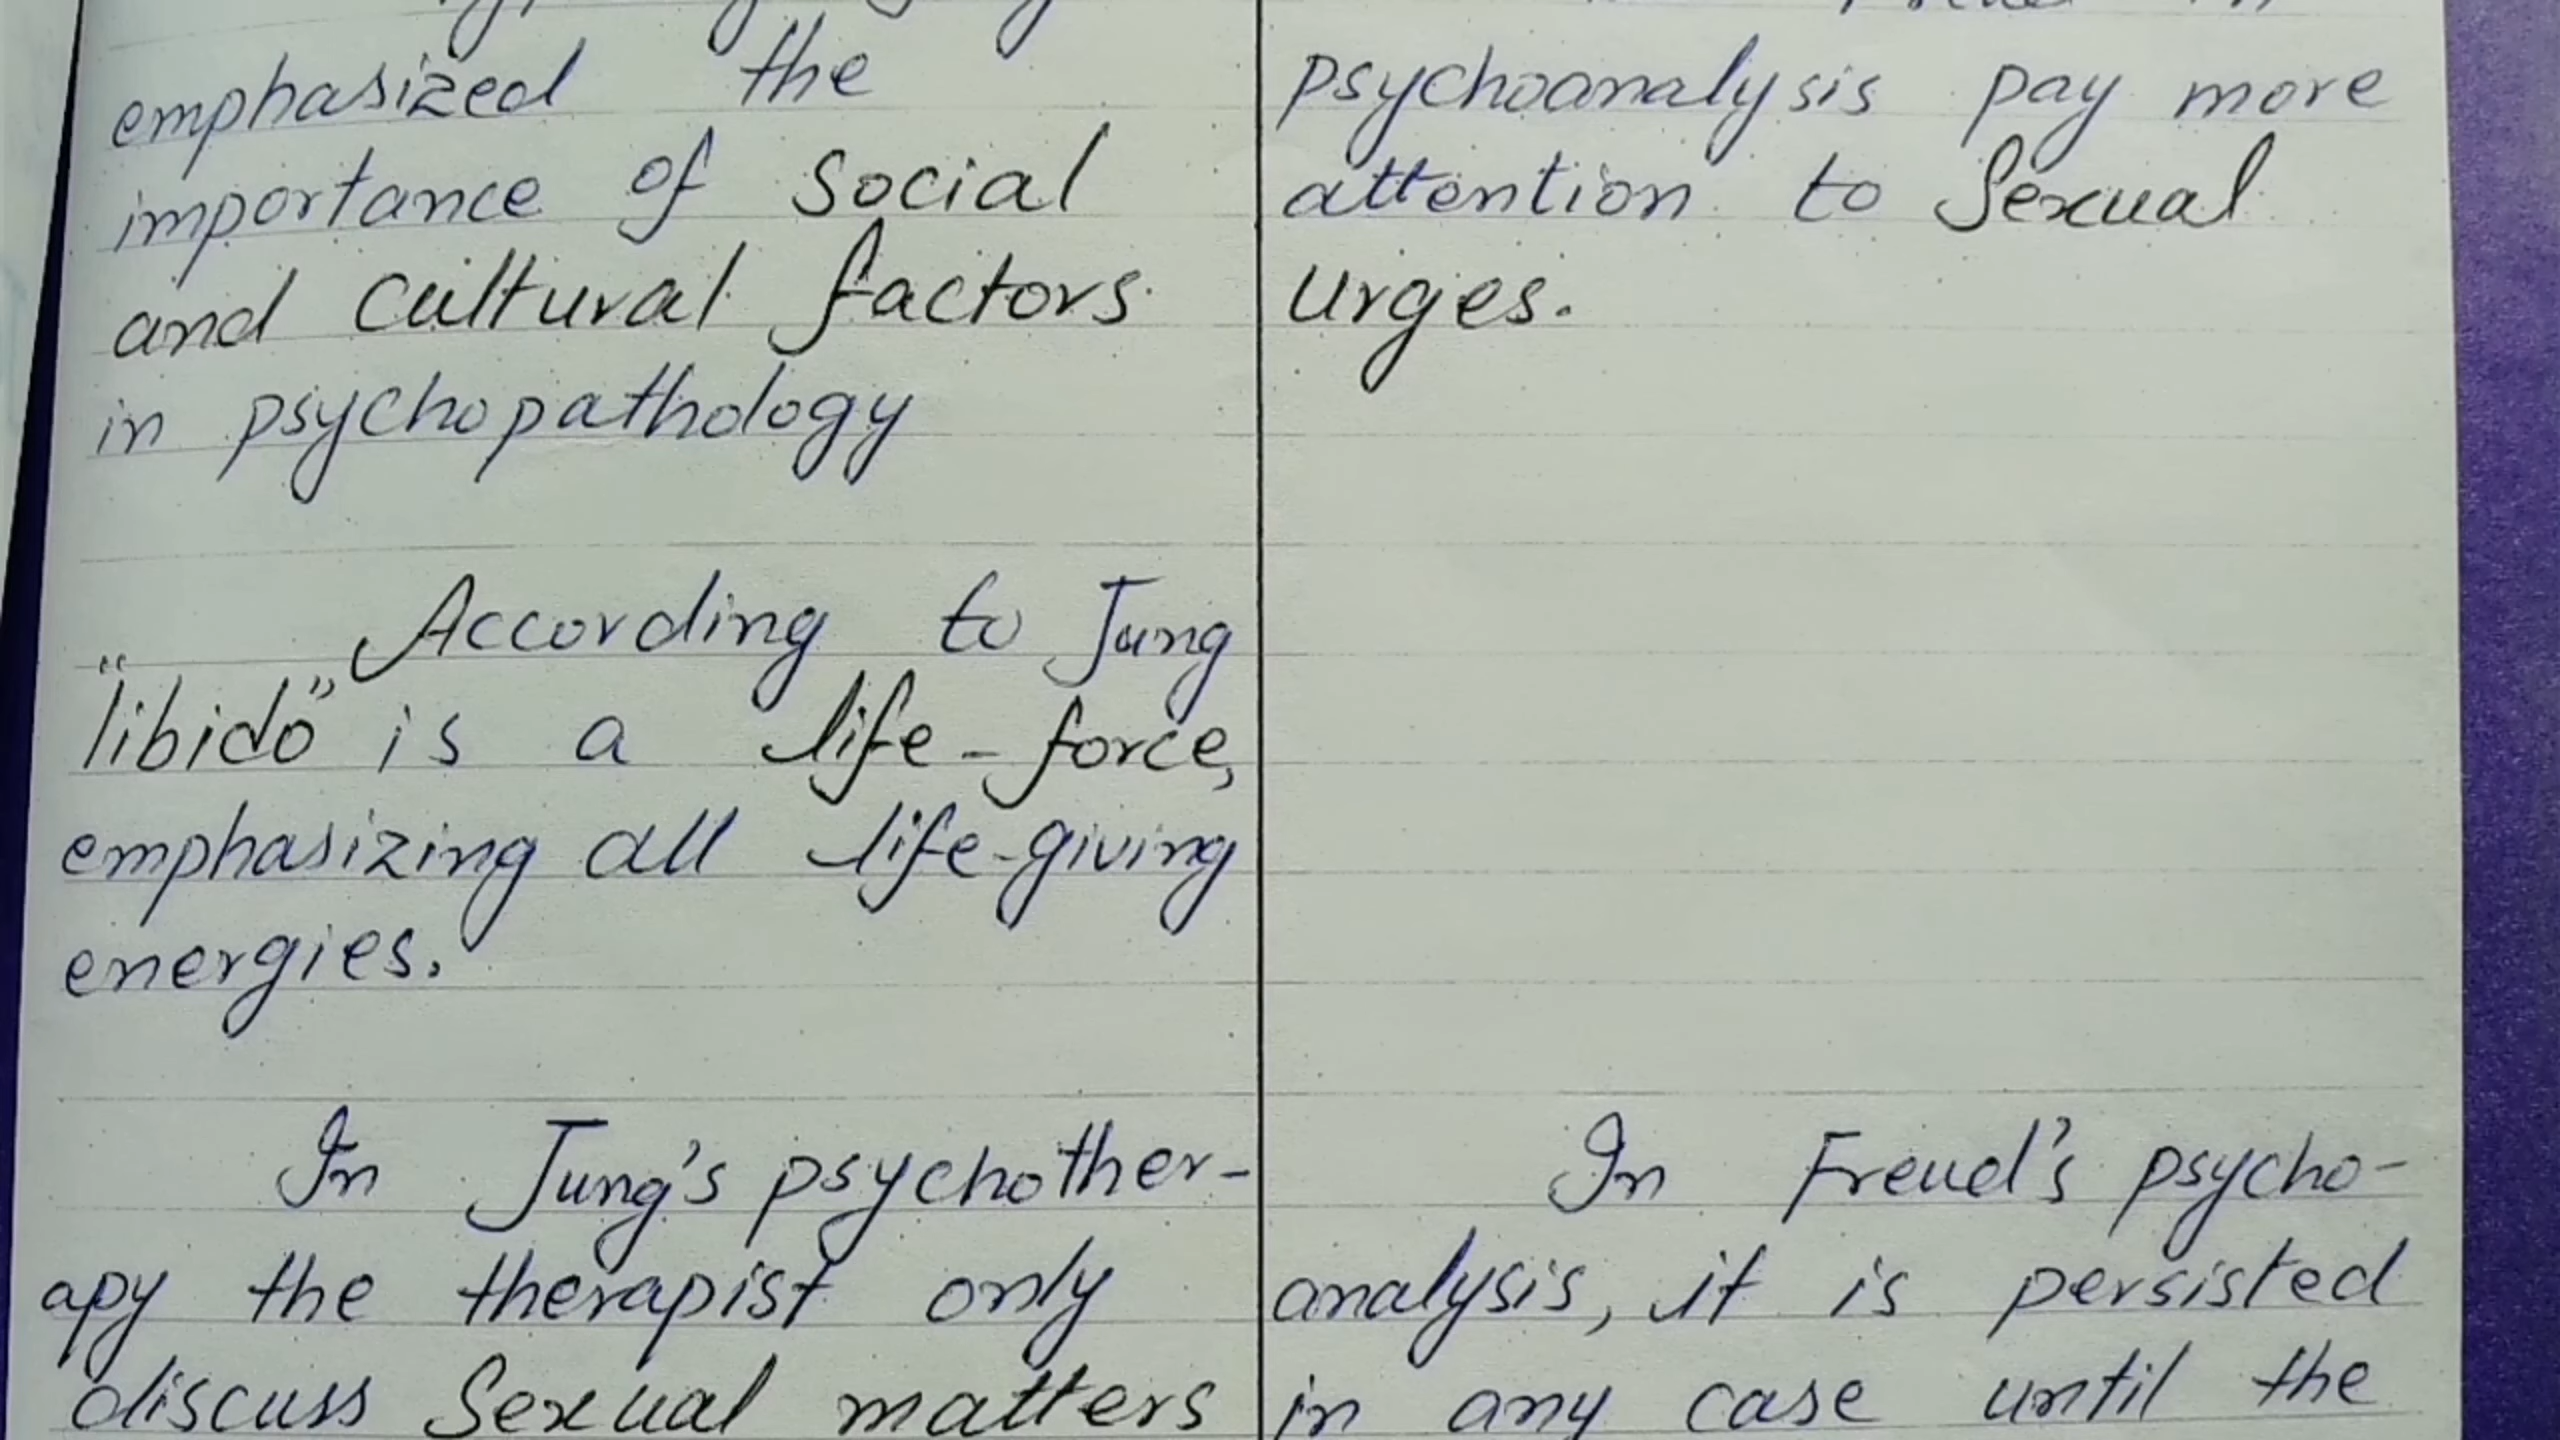 emphasized the
importance of Social
and Cultural factors
in psychopathology
According to Jung
"libido" is a life-force,
emphasizing all life-giving
energies.
In Jung's psychother-
apy the therapist only
discuss Sexual matters
psychoanalysis pay more
attention to Sexual
Urges.
In Freud's psycho-
analysis, it is persisted
in any case until the